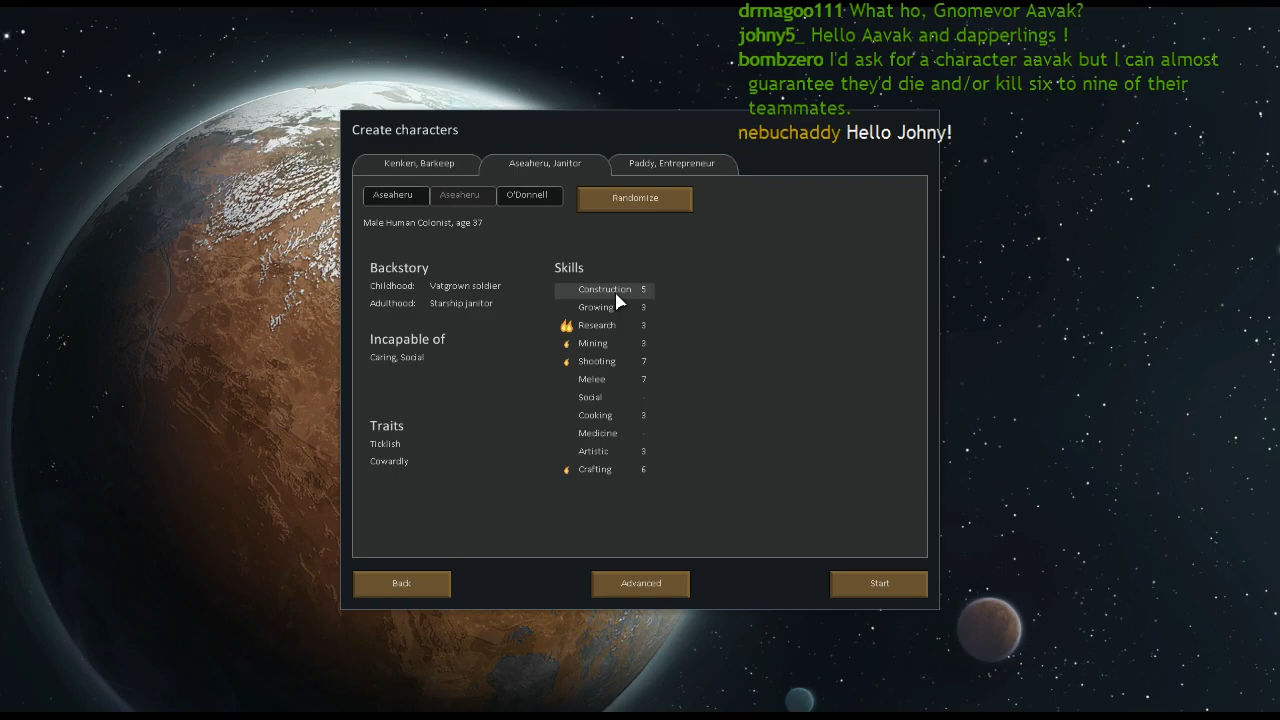 drmagoo111 What ho, Gnomevor Aavak?
johny5_ Hello Aavak and dapperlings !
bombzero I'd ask for a character aavak but I can almost
guarantee they'd die and/or kill six to nine of their
teammates.
nebuchaddy Hello Johny!
Create characters
Kenken, Barkeep
Aseaheru, Janitor
Paddy, Entrepreneur
Aseaheru
Aseaheru
O'Donnell
Randomize
Male Human Colonist, age 37
Backstory
Childhood: Vatgrown soldier
Adulthood: Starship janitor
Incapable of
Caring, Social
Traits
Ticklish
Cowardly
Skills
Construction 5
Growing 3
Research 3
Mining 3
Shooting 7
Melee 7
Social -
Cooking 3
Medicine -
Artistic 3
Crafting 6
Back
Advanced
Start